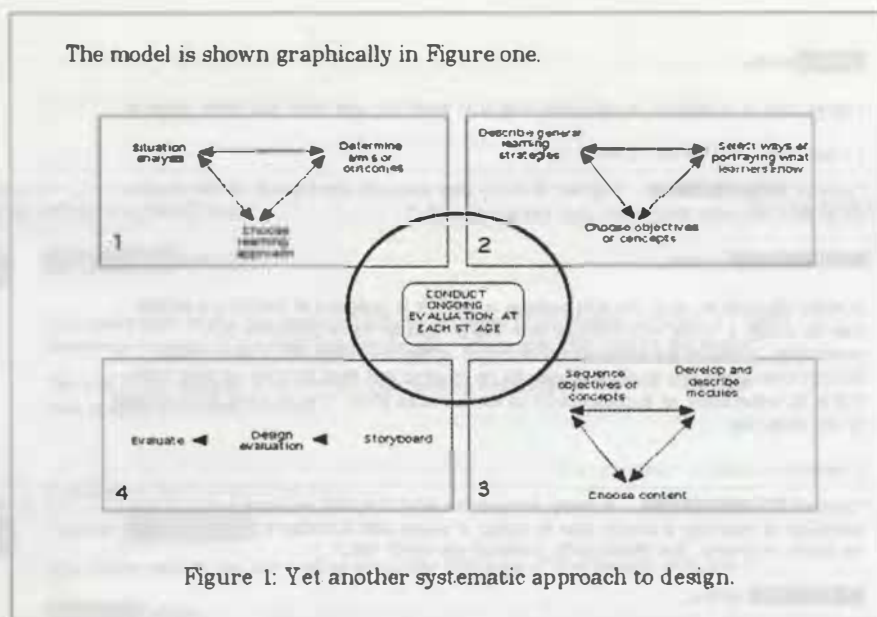 The model is shown graphically in Figure one.
Situation
analysis
Determine
aims or
outcomes
Choose
learning
approach
1
Describe general
learning
strategies
Select ways of
portraying what
learners know
Choose objectives
or concepts
2
CONDUCT
ONGOING
EVALUATION AT
EACH STAGE
Evaluate
Design
evaluation
Storyboard
4
Sequence
objectives or
concepts
Develop and
describe
modules
Choose content
3
Figure 1: Yet another systematic approach to design.